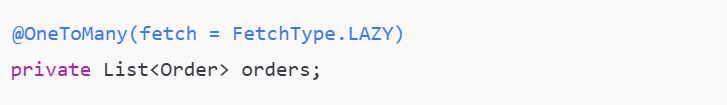 @OneToMany(fetch = FetchType.LAZY)
private List<Order> orders;